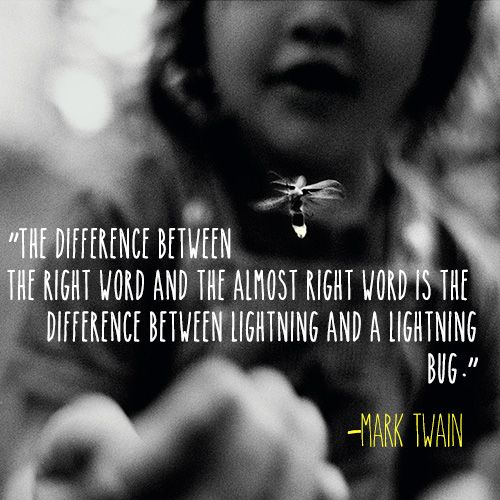 "THE DIFFERENCE BETWEEN
THE RIGHT WORD AND THE ALMOST RIGHT WORD IS THE
DIFFERENCE BETWEEN LIGHTNING AND A LIGHTNING
BUG."
-MARK TWAIN